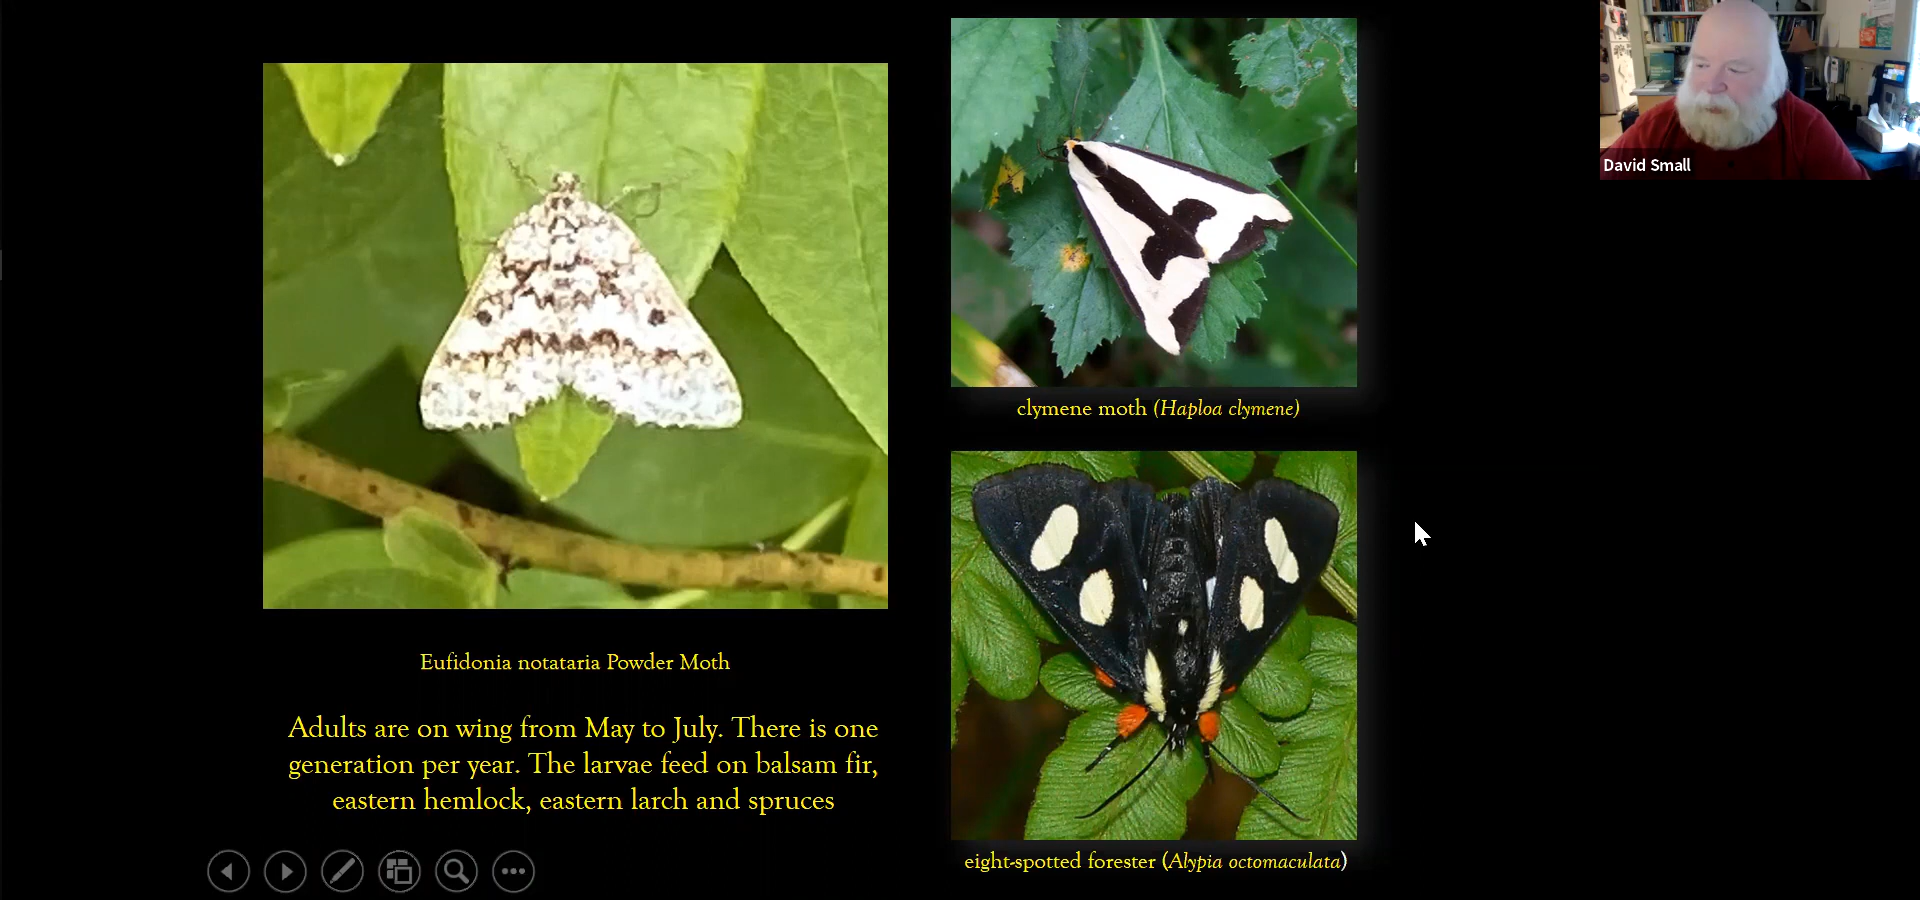 David Small
clymene moth (Haploa clymene)
Eufidonia notataria Powder Moth
Adults are on wing from May to July. There is one
generation per year. The larvae feed on balsam fir,
eastern hemlock, eastern larch and spruces
eight-spotted forester (Alypia octomaculata)